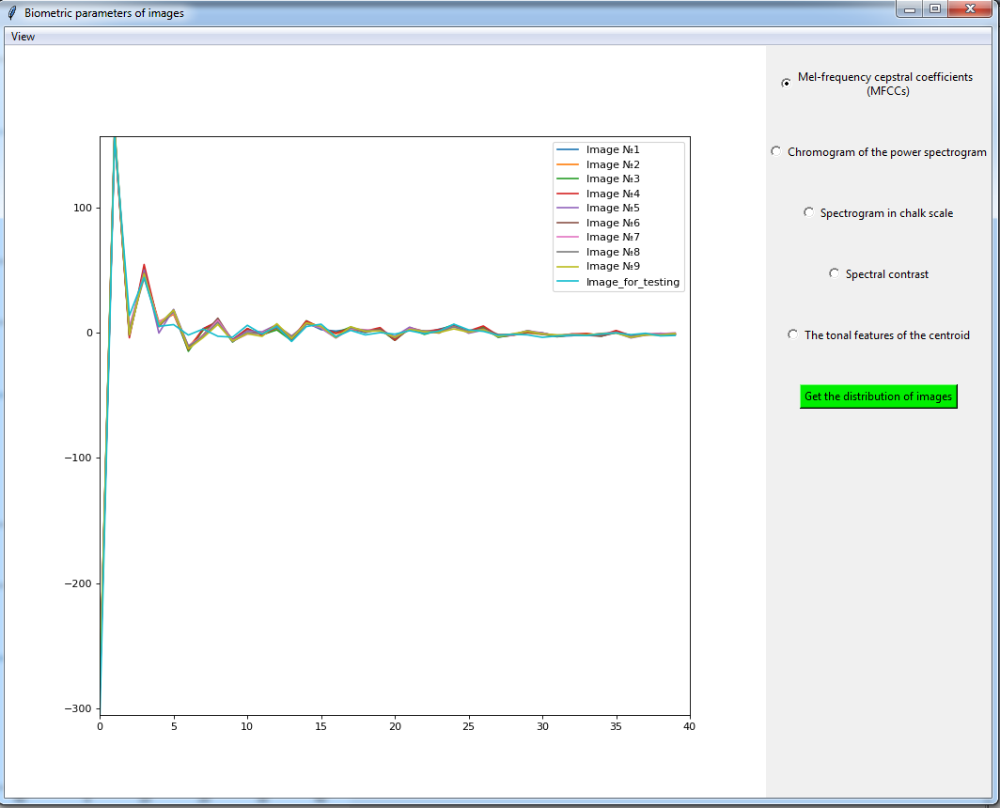 Biometric parameters of images
View
Mel-frequency cepstral coefficients
(MFCCs)
Chromogram of the power spectrogram
Spectrogram in chalk scale
Spectral contrast
The tonal features of the centroid
Get the distribution of images
Image №1
Image №2
Image №3
Image №4
Image №5
Image №6
Image №7
Image №8
Image №9
Image_for_testing
100
0
−100
−200
−300
0 5 10 15 20 25 30 35 40